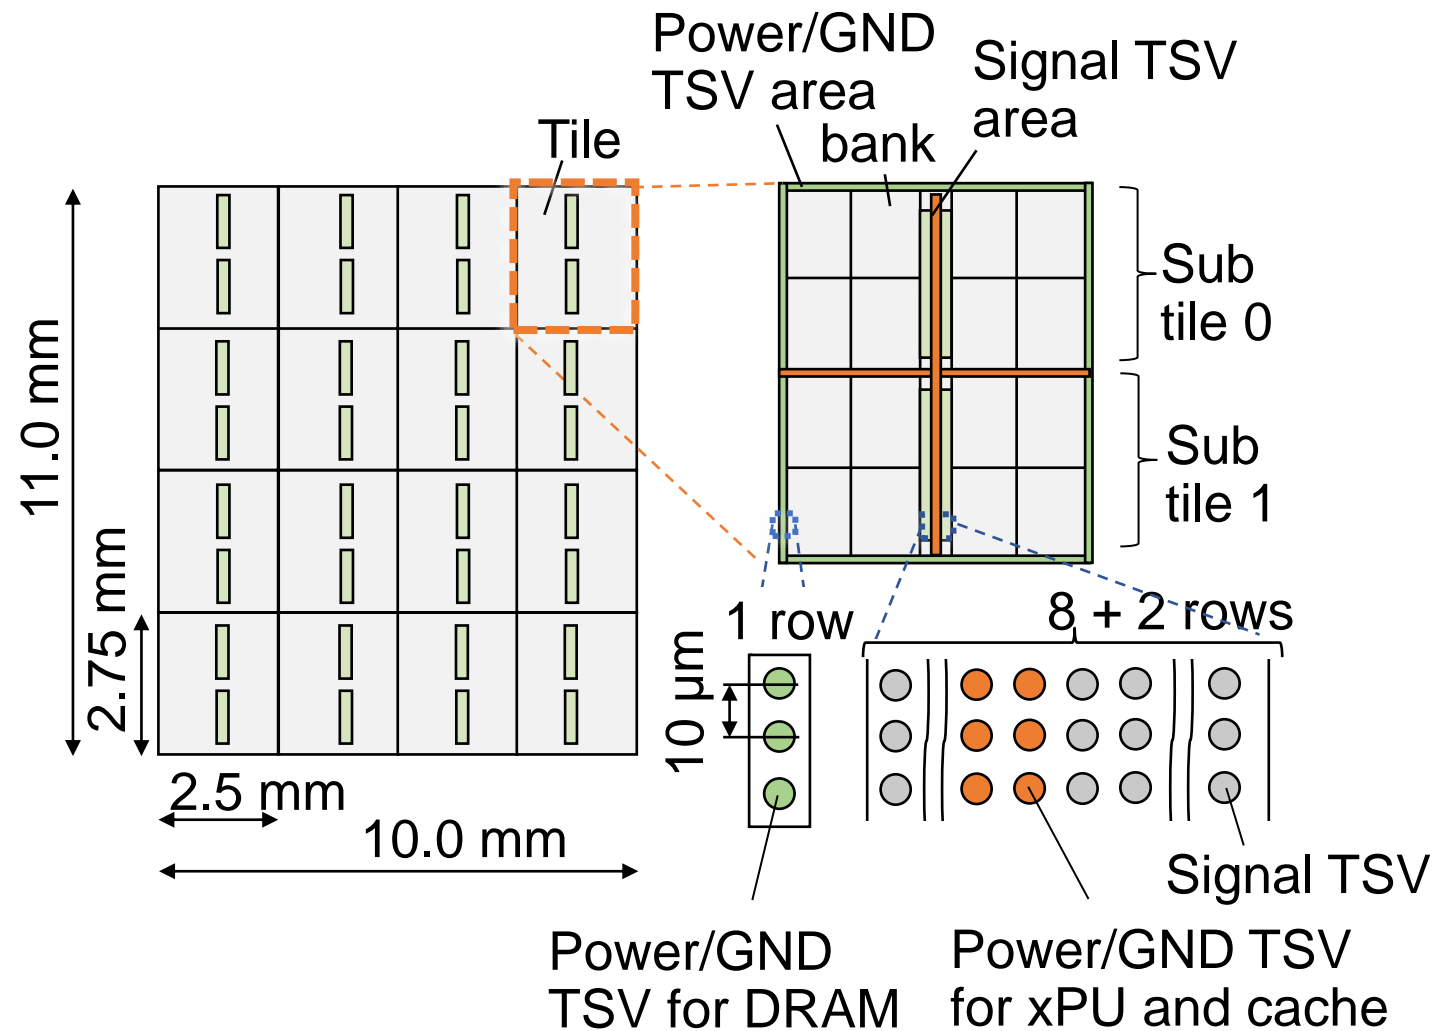 Power/GND
TSV area
Signal TSV
area
Tile
bank
Sub
tile 0
11.0 mm
Sub
tile 1
2.75 mm
1 row
8 + 2 rows
10 µm
2.5 mm
10.0 mm
Signal TSV
Power/GND
TSV for DRAM
Power/GND TSV
for xPU and cache